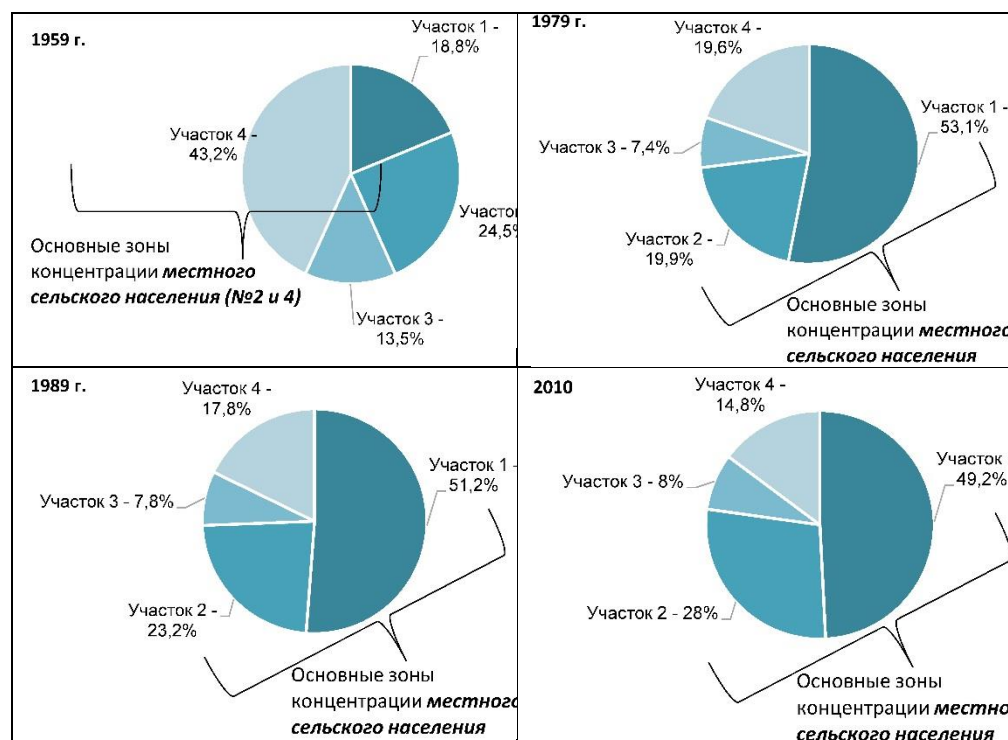 1959 г.
Участок 1 -
18,8%
Участок 4 -
43,2%
Участок
24,5%
Основные зоны
концентрации местного
сельского населения (№2 и 4)
Участок 3 -
13,5%
1979 г.
Участок 4 -
19,6%
Участок 1 -
53,1%
Участок 3 - 7,4%
Участок 2 -
19,9%
Основные зоны
концентрации местно
сельского населения
1989 г.
Участок 4 -
17,8%
Участок 1 -
51,2%
Участок 3 - 7,8%
Участок 2 -
23,2%
Основные зоны
концентрации местно
сельского населения
2010
Участок 4 -
14,8%
Участок
49,2%
Участок 3 - 8%
Участок 2 - 28%
Основные зоны
концентрации местно
сельского населения